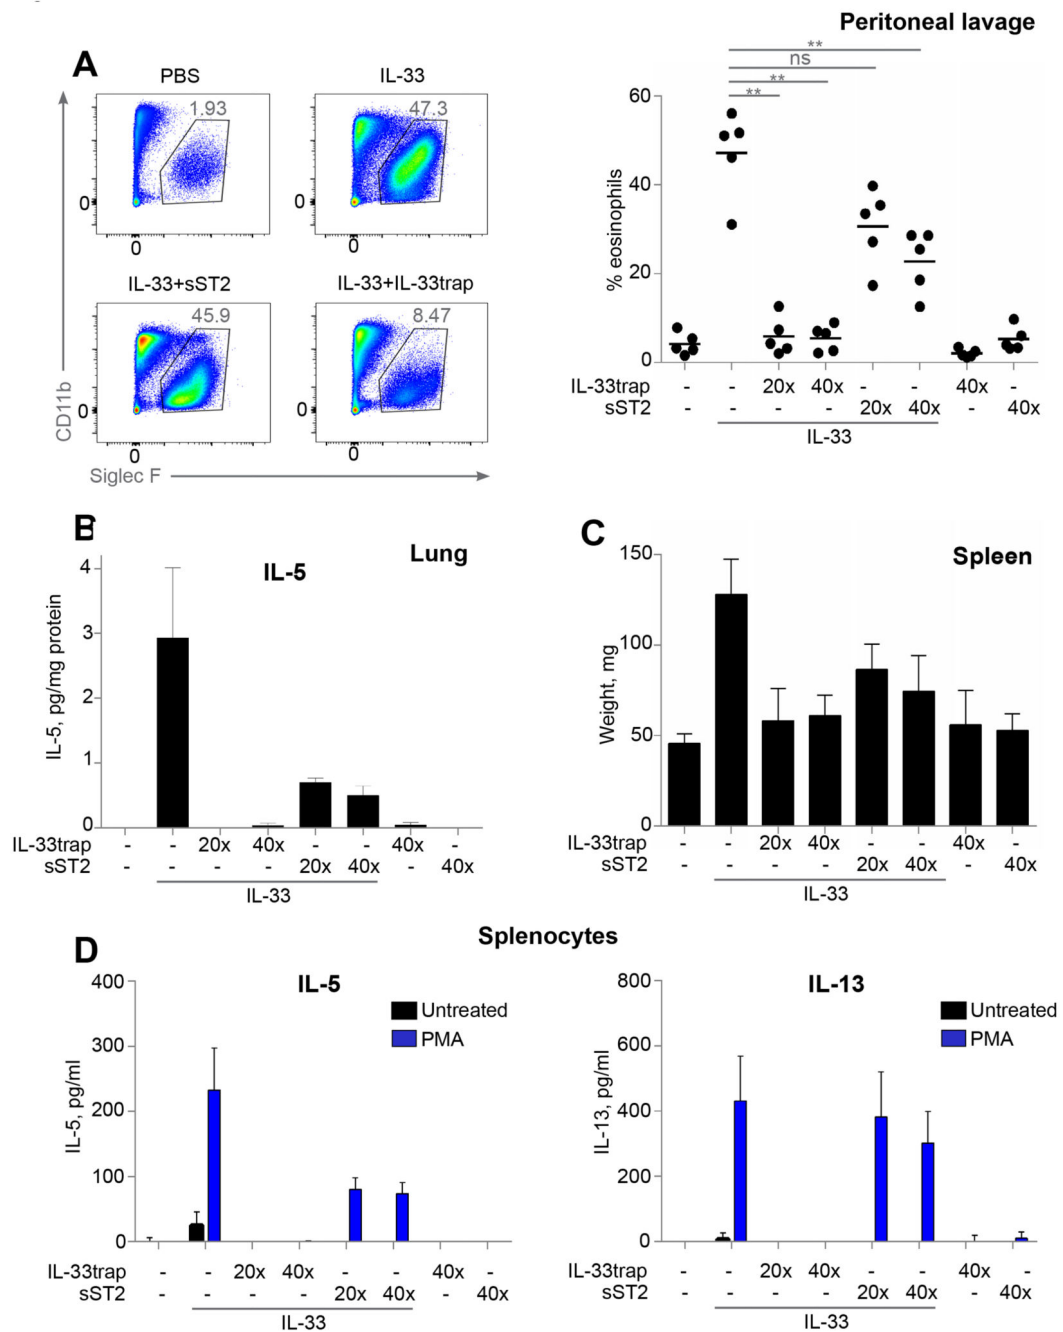 Peritoneal lavage
A
PBS
IL-33
1.93
47.3
0
0
0
0
IL-33+sST2
IL-33+IL-33trap
45.9
8.47
0
0
0
0
CD11b
Siglec F
**
ns
**
**
% eosinophils
60
40
20
0
IL-33trap - - 20x 40x - - 40x -
sST2 - - - - 20x 40x - 40x
IL-33
B
Lung
IL-5
IL-5, pg/mg protein
4
3
2
1
0
IL-33trap - - 20x 40x - - 40x -
sST2 - - - - 20x 40x - 40x
IL-33
C
Spleen
Weight, mg
150
100
50
0
IL-33trap - - 20x 40x - - 40x -
sST2 - - - - 20x 40x - 40x
IL-33
D
Splenocytes
IL-5
Untreated
PMA
IL-5, pg/ml
400
300
200
100
0
IL-33trap - - 20x 40x - - 40x -
sST2 - - - - 20x 40x - 40x
IL-33
IL-13
Untreated
PMA
IL-13, pg/ml
800
600
400
200
0
IL-33trap - - 20x 40x - - 40x -
sST2 - - - - 20x 40x - 40x
IL-33